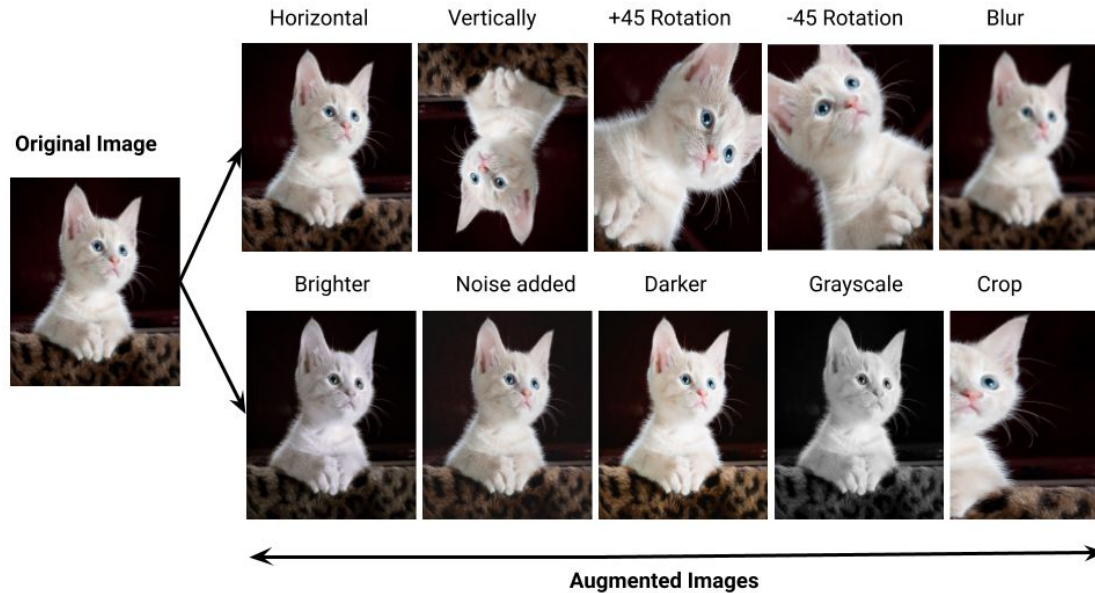 Horizontal
Vertically
+45 Rotation
-45 Rotation
Blur
Original Image
Brighter
Noise added
Darker
Grayscale
Crop
Augmented Images